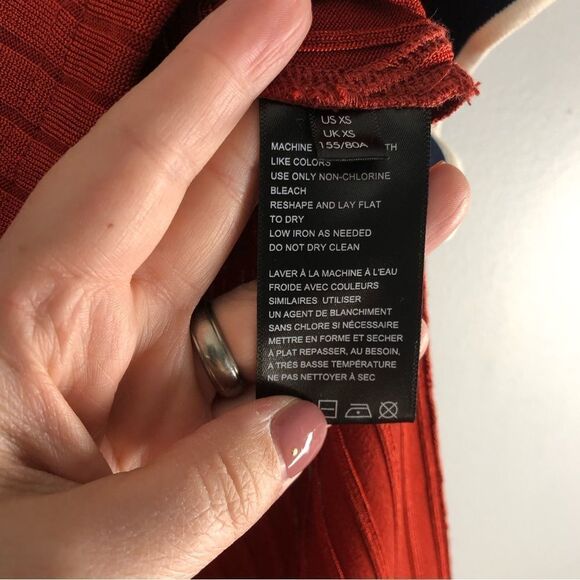 US XS
UK XS
155/80A
MACHINE TH
LIKE COLORS
USE ONLY NON-CHLORINE
BLEACH
RESHAPE AND LAY FLAT
TO DRY
LOW IRON AS NEEDED
DO NOT DRY CLEAN
LAVER À LA MACHINE À L'EAU
FROIDE AVEC COULEURS
SIMILAIRES UTILISER
UN AGENT DE BLANCHIMENT
SANS CHLORE SI NÉCESSAIRE
METTRE EN FORME ET SECHER
À PLAT REPASSER, AU BESOIN,
A TRÈS BASSE TEMPÉRATURE
NE PAS NETTOYER À SEC